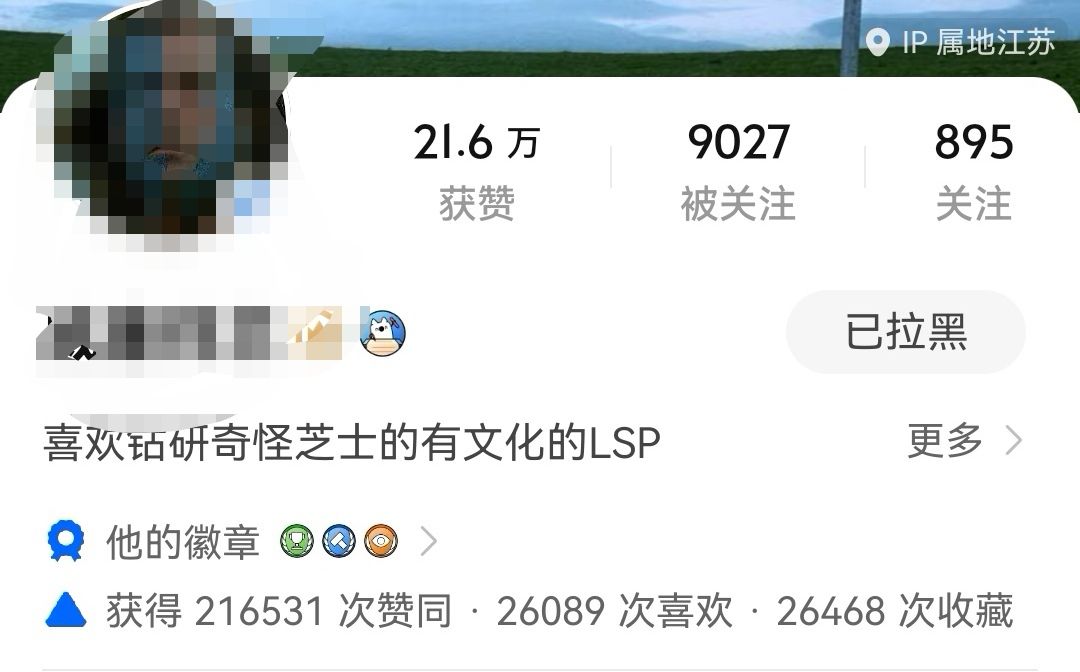 IP 属地江苏
21.6 万 9027 895
获赞 被关注 关注
已拉黑
喜欢钻研奇怪芝士的有文化的LSP 更多
他的徽章
获得 216531 次赞同 · 26089 次喜欢 · 26468 次收藏